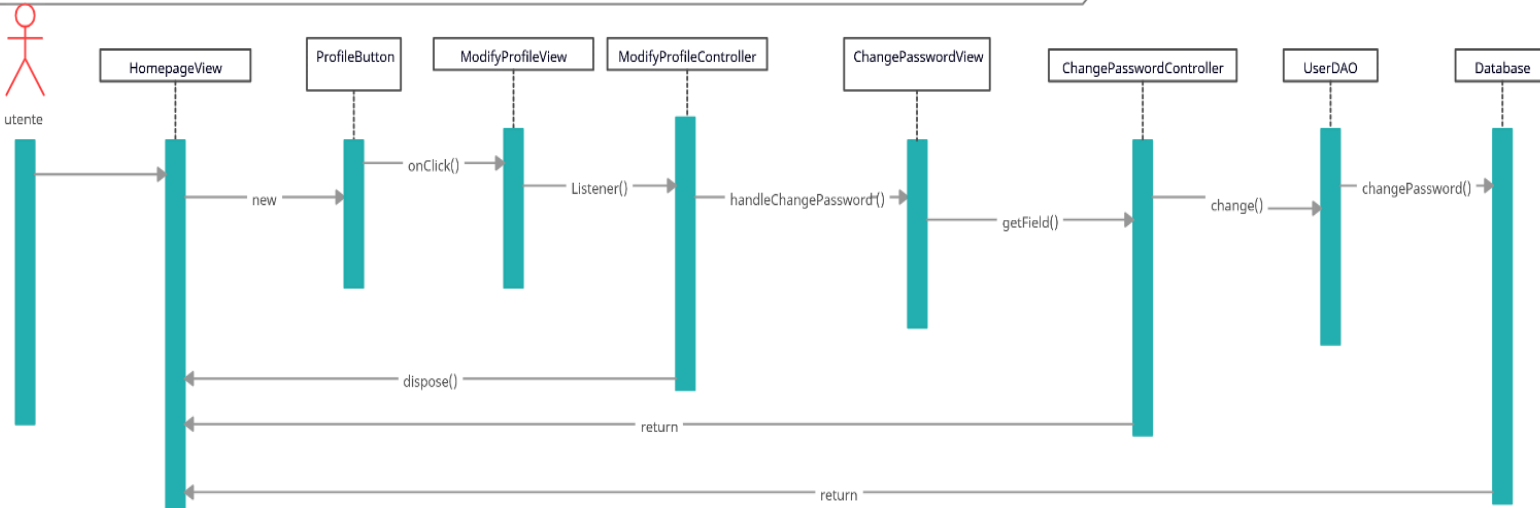 ProfileButton
ModifyProfileView
ModifyProfileController
ChangePasswordView
HomepageView
ChangePasswordController
UserDAO
Database
utente
onClick()
Listener()
changePassword()
new
handleChangePassword()
change()
getField()
dispose()
return
return